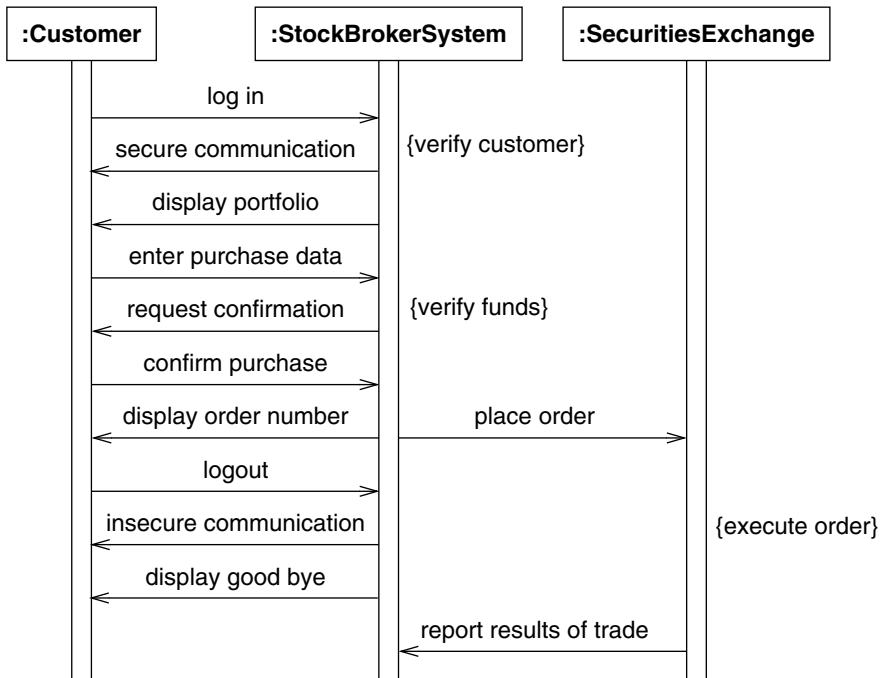 :Customer
:StockBrokerSystem
:SecuritiesExchange
log in
{verify customer}
secure communication
display portfolio
enter purchase data
{verify funds}
request confirmation
confirm purchase
display order number
place order
logout
insecure communication
{execute order}
display good bye
report results of trade